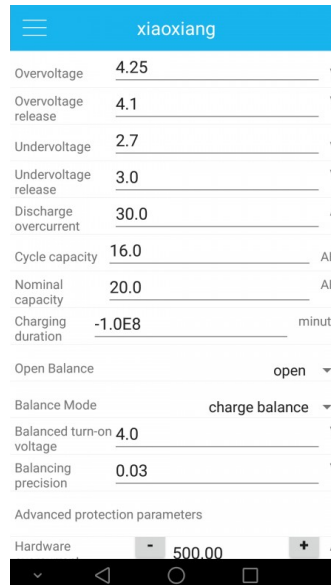 xiaoxiang
Overvoltage 4.25
Overvoltage release 4.1
Undervoltage 2.7
Undervoltage release 3.0
Discharge overcurrent 30.0
Cycle capacity 16.0
Nominal capacity 20.0
Charging duration -1.0E8 minut
Open Balance open
Balance Mode charge balance
Balanced turn-on voltage 4.0
Balancing precision 0.03
Advanced protection parameters
Hardware - 500.00 +